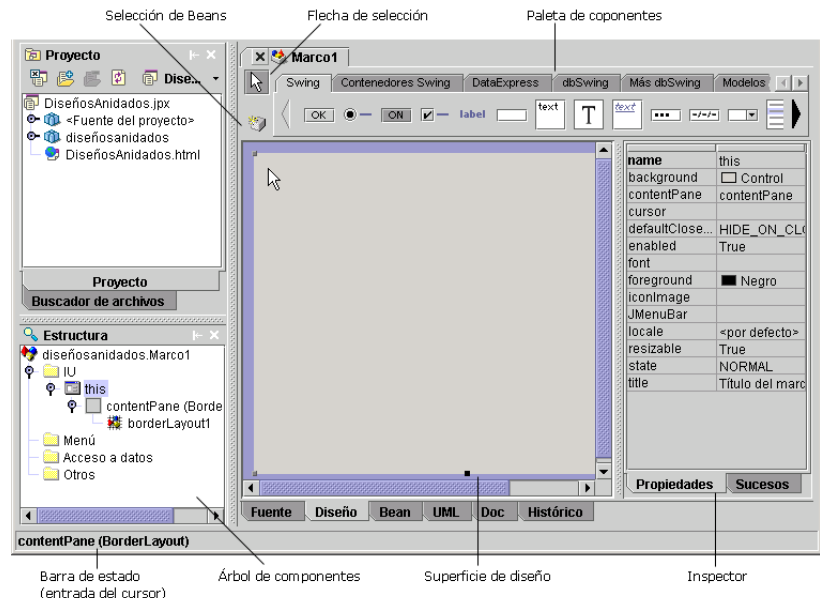 Selección de Beans
Flecha de selección
Paleta de coponentes
Proyecto
Dise...
DiseñosAnidados.jpx
<Fuente del proyecto>
diseñosanidados
DiseñosAnidados.html
Proyecto
Buscador de archivos
Estructura
diseñosanidados.Marco1
IU
this
contentPane (Borde
borderLayout1
Menú
Acceso a datos
Otros
Marco1
Swing Contenedores Swing DataExpress dbSwing Más dbSwing Modelos
OK ON label text T text
name this
background Control
contentPane contentPane
cursor
defaultClose... HIDE_ON_CL
enabled True
font
foreground Negro
iconImage
JMenuBar
locale <por defecto>
resizable True
state NORMAL
title Título del marc
Propiedades Sucesos
Fuente Diseño Bean UML Doc Histórico
contentPane (BorderLayout)
Barra de estado
(entrada del cursor)
Árbol de componentes
Superficie de diseño
Inspector